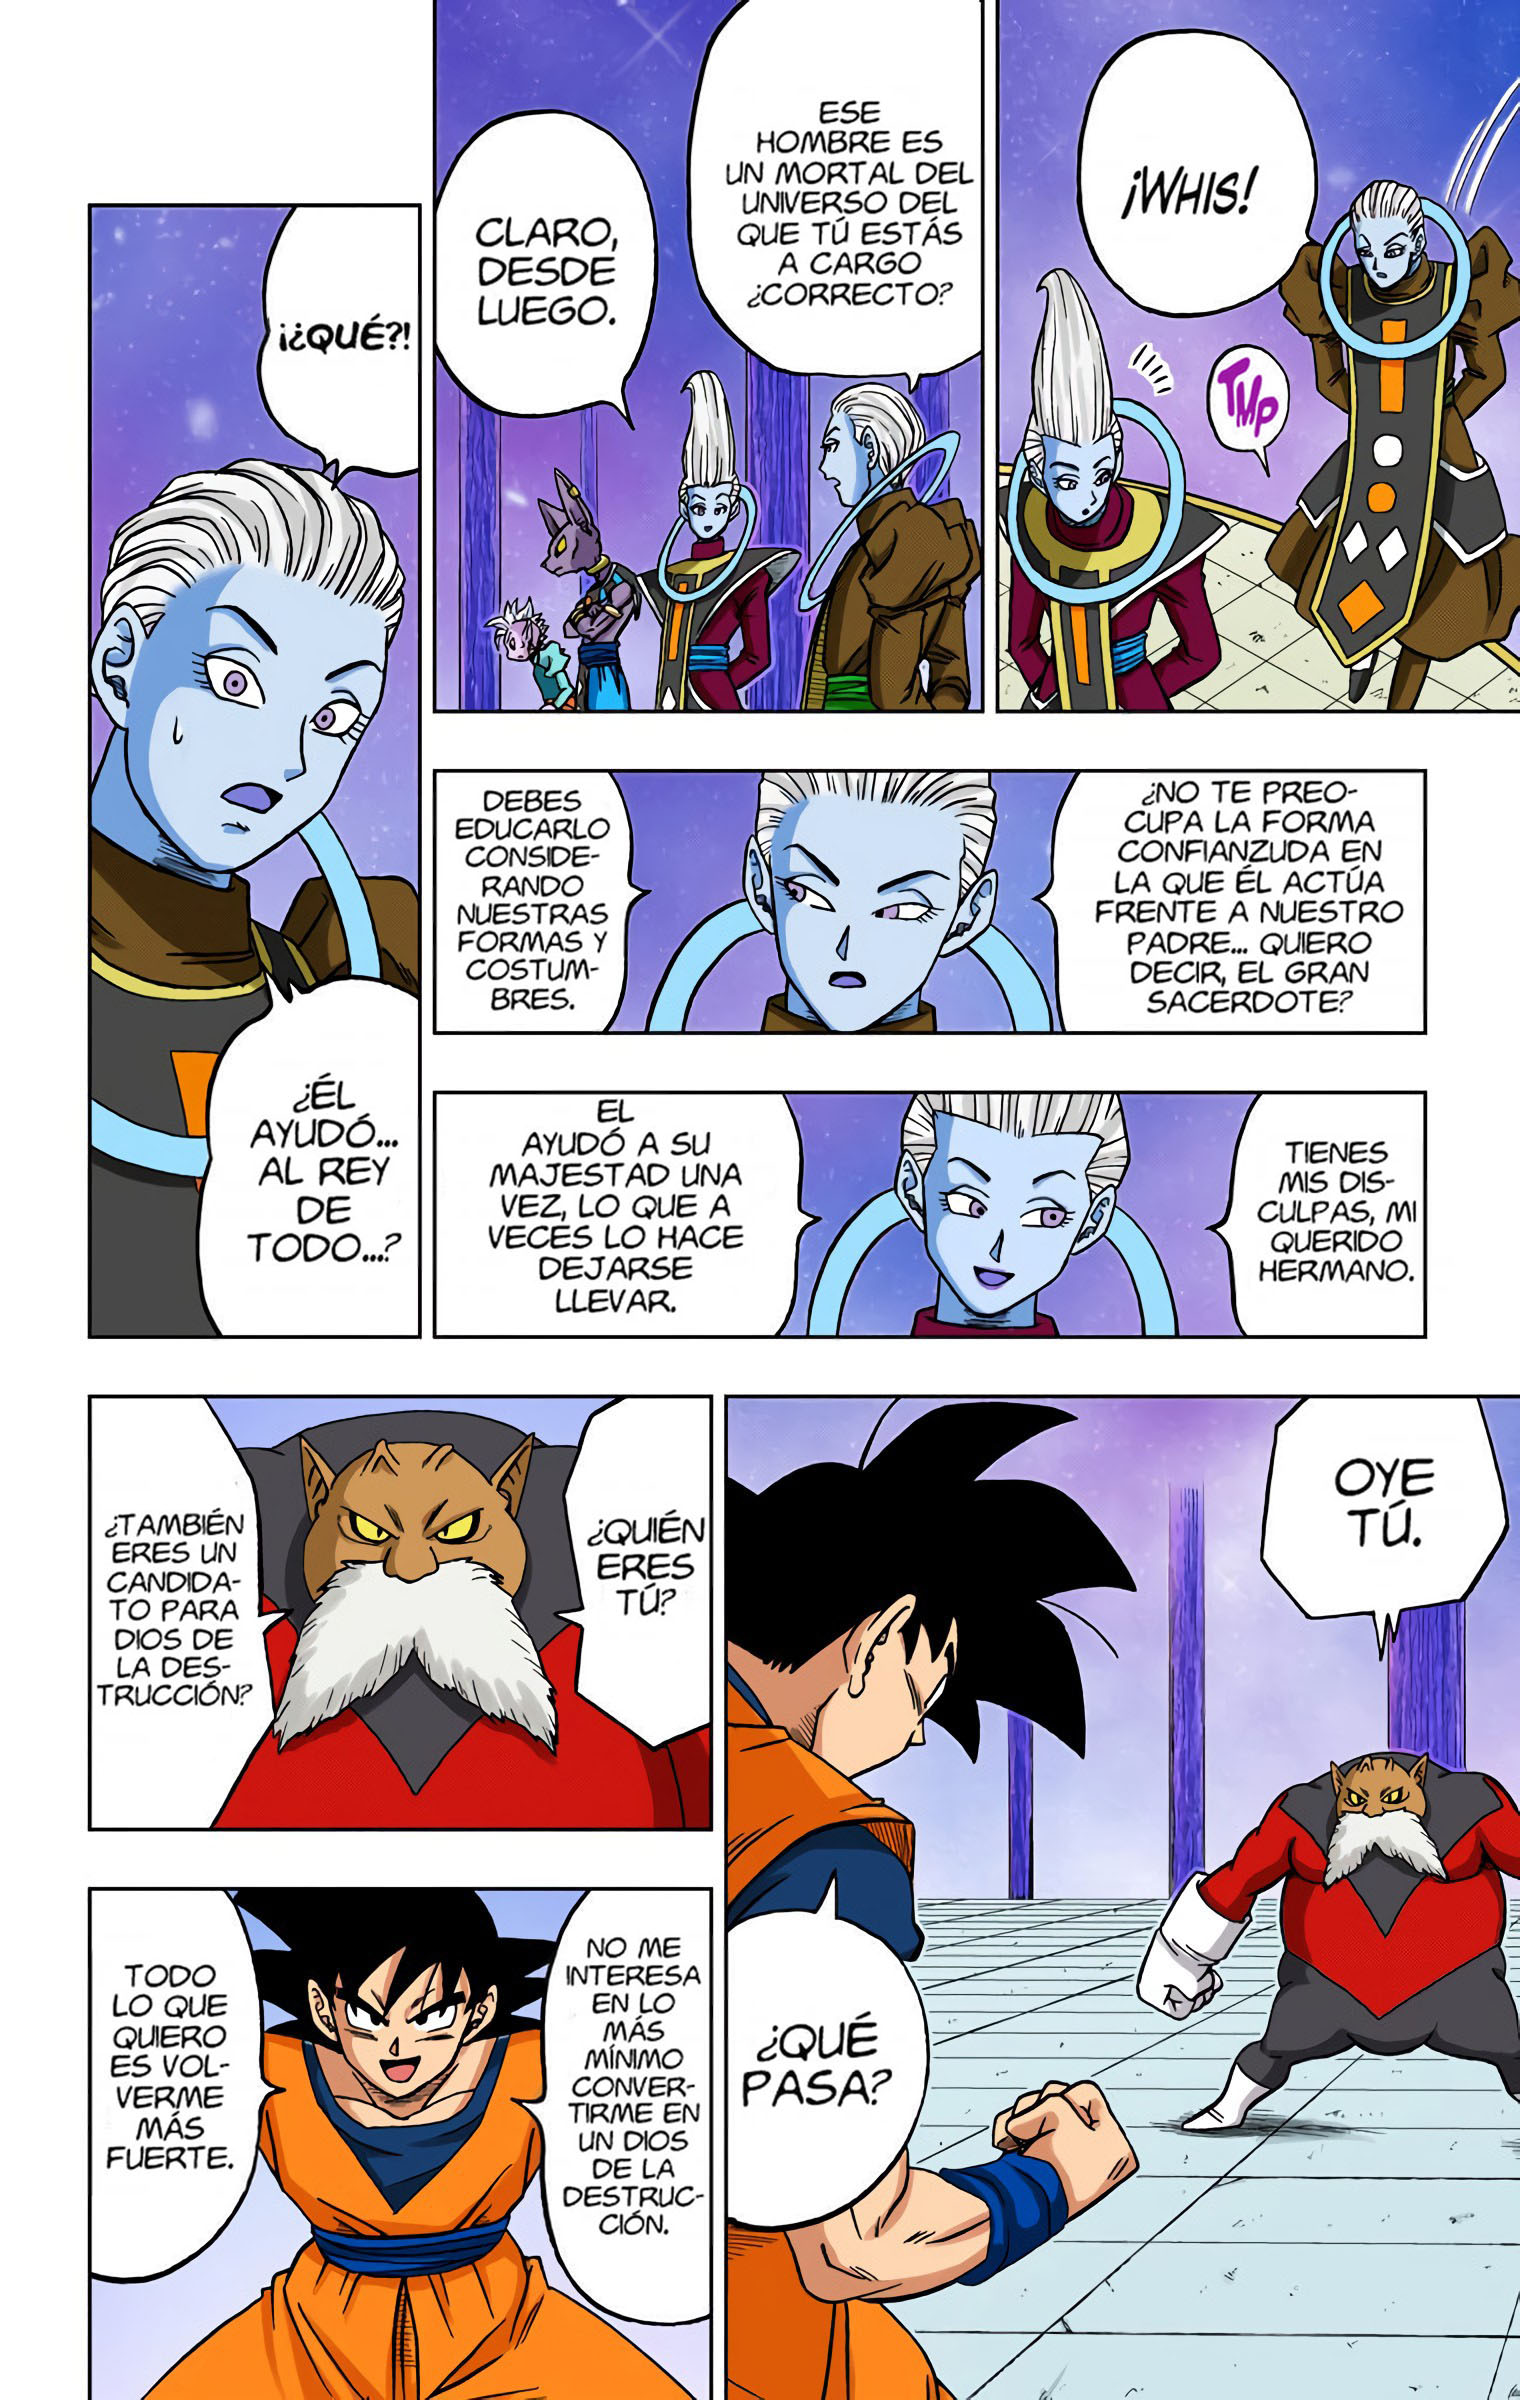 ¡WHIS!
TMP
ESE
HOMBRE ES
UN MORTAL DEL
UNIVERSO DEL
QUE TÚ ESTÁS
A CARGO
¿CORRECTO?
CLARO,
DESDE
LUEGO.
¿NO TE PREO-
CUPA LA FORMA
CONFIANZUDA EN
LA QUE ÉL ACTÚA
FRENTE A NUESTRO
PADRE... QUIERO
DECIR, EL GRAN
SACERDOTE?
DEBES
EDUCARLO
CONSIDE-
RANDO
NUESTRAS
FORMAS Y
COSTUM-
BRES.
TIENES
MIS DIS-
CULPAS, MI
QUERIDO
HERMANO.
EL
AYUDÓ A SU
MAJESTAD UNA
VEZ, LO QUE A
VECES LO HACE
DEJARSE
LLEVAR.
¡¿QUÉ?!
¿ÉL
AYUDÓ...
AL REY
DE
TODO...?
OYE
TÚ.
¿QUÉ
PASA?
¿QUIÉN
ERES
TÚ?
¿TAMBIÉN
ERES UN
CANDIDA-
TO PARA
DIOS DE
LA DES-
TRUCCIÓN?
NO ME
INTERESA
EN LO
MÁS
MÍNIMO
CONVER-
TIRME EN
UN DIOS
DE LA
DESTRUC-
CIÓN.
TODO
LO QUE
QUIERO
ES VOL-
VERME
MÁS
FUERTE.